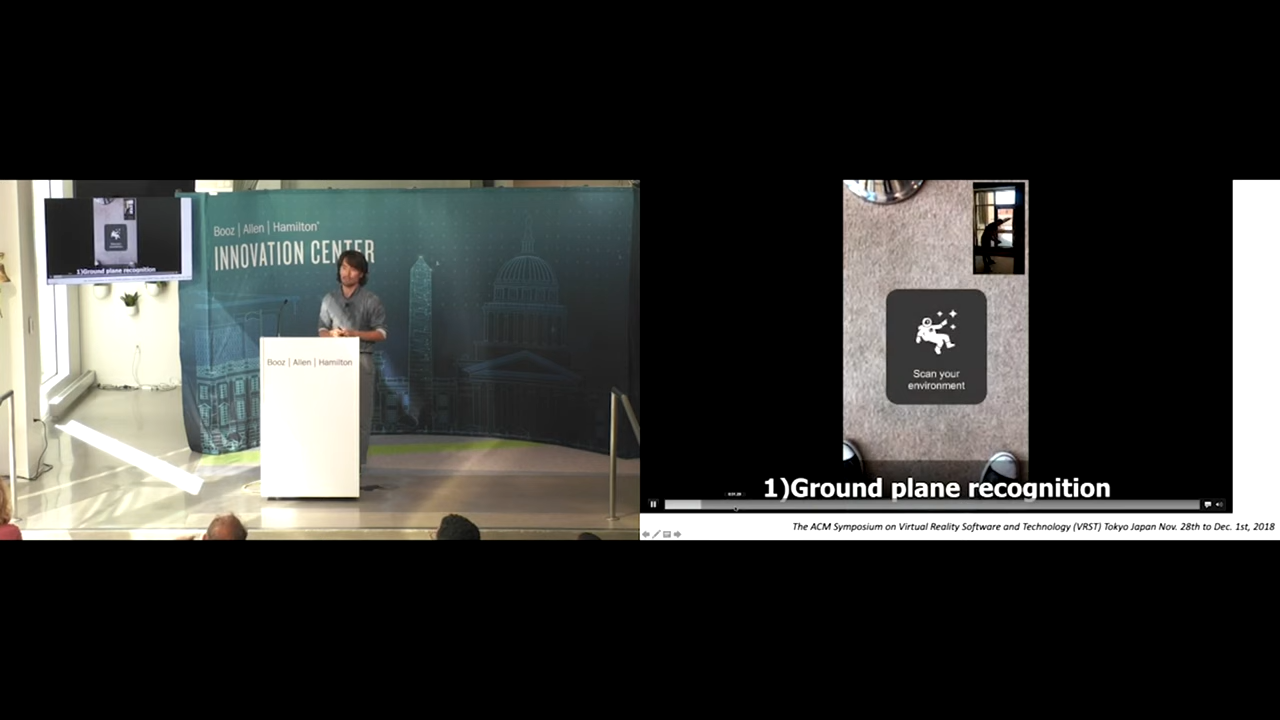 1)Ground plane recognition
Booz | Allen | Hamilton
INNOVATION CENTER
Booz | Allen | Hamilton
Scan your
environment
1)Ground plane recognition
The ACM Symposium on Virtual Reality Software and Technology (VRST) Tokyo Japan Nov. 28th to Dec. 1st, 2018